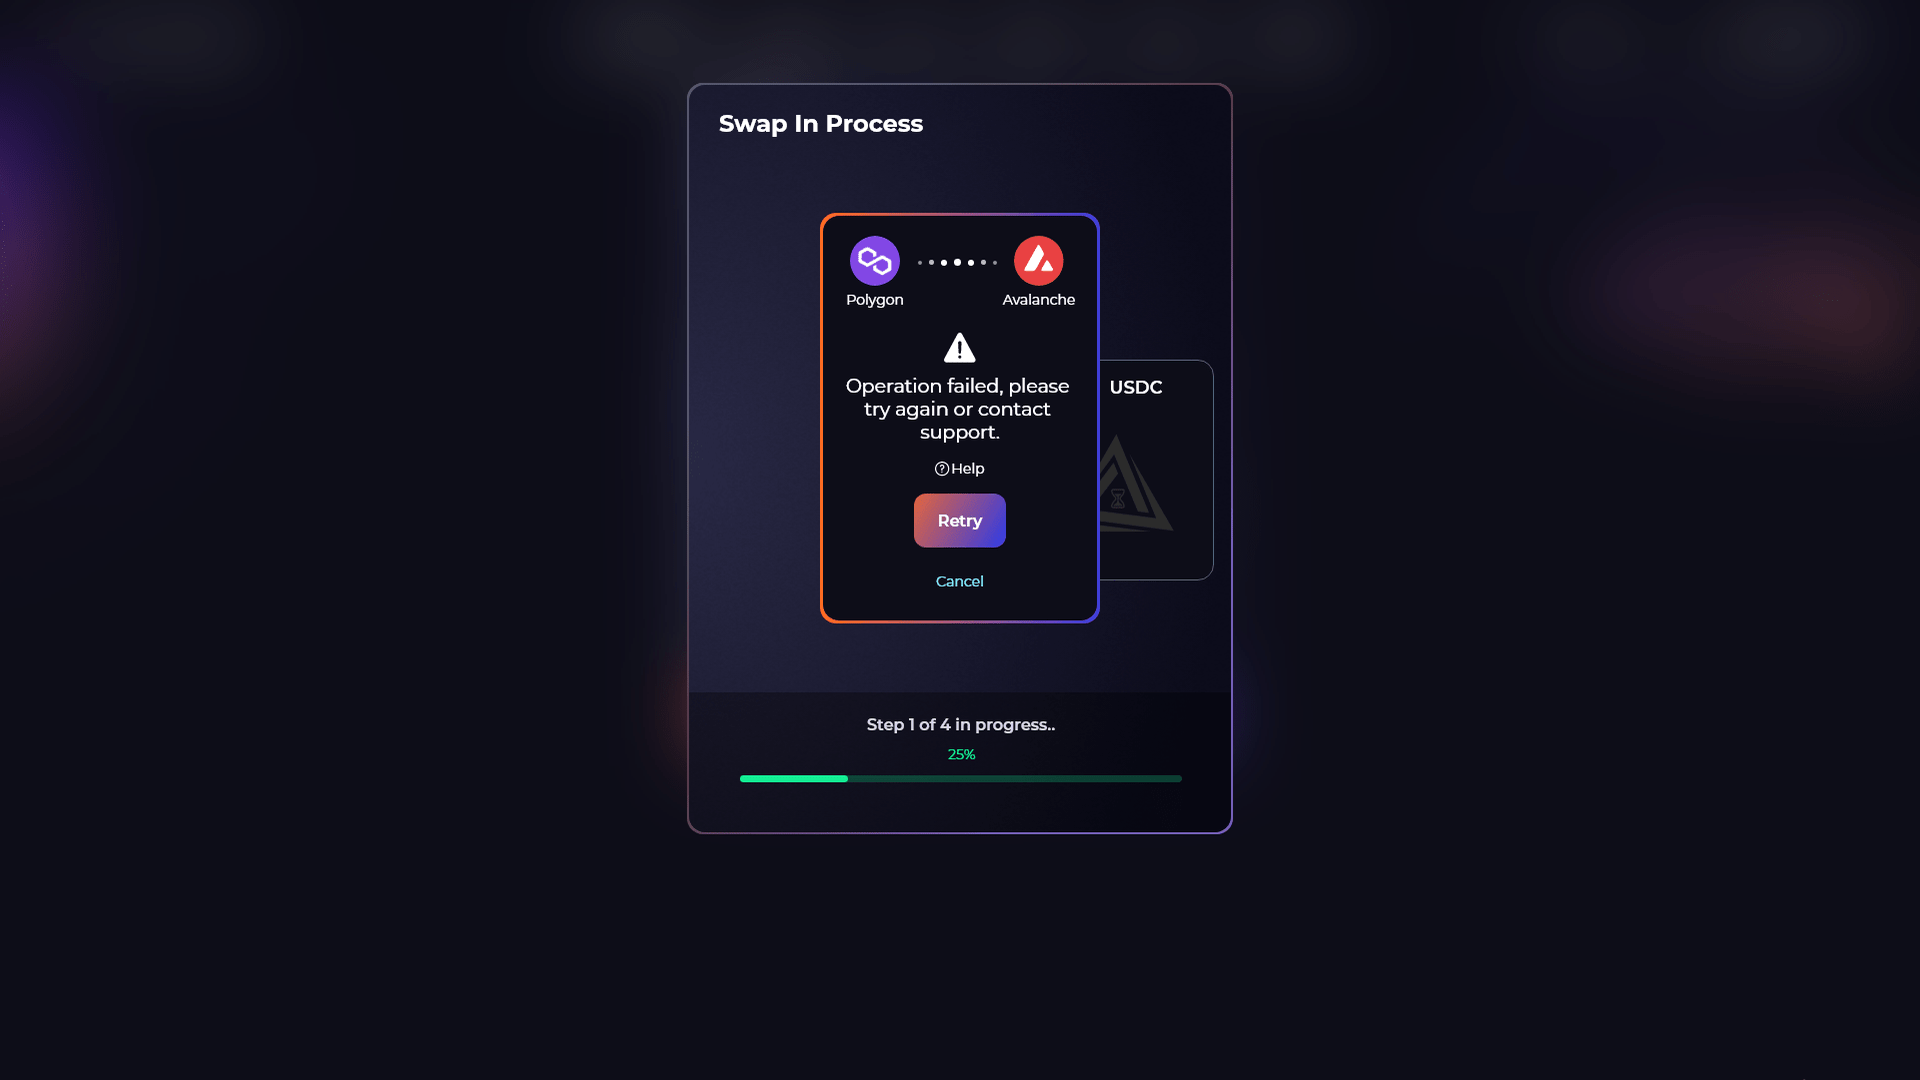 Swap In Process
Polygon
Avalanche
Operation failed, please
try again or contact
support.
Help
Retry
Cancel
USDC
Step 1 of 4 in progress..
25%